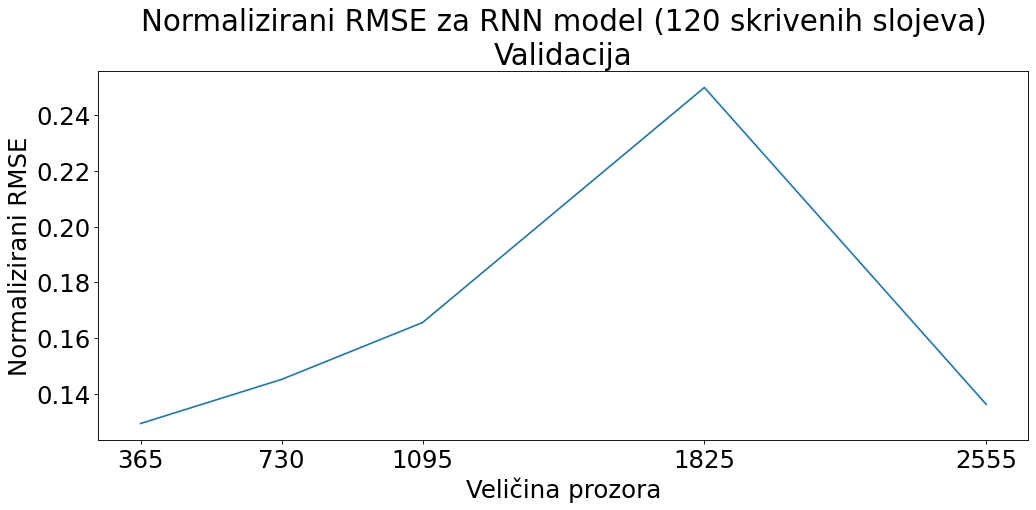 Normalizirani RMSE za RNN model (120 skrivenih slojeva)
Validacija
Normalizirani RMSE
0.24
0.22
0.20
0.18
0.16
0.14
365 730 1095 1825 2555
Veličina prozora